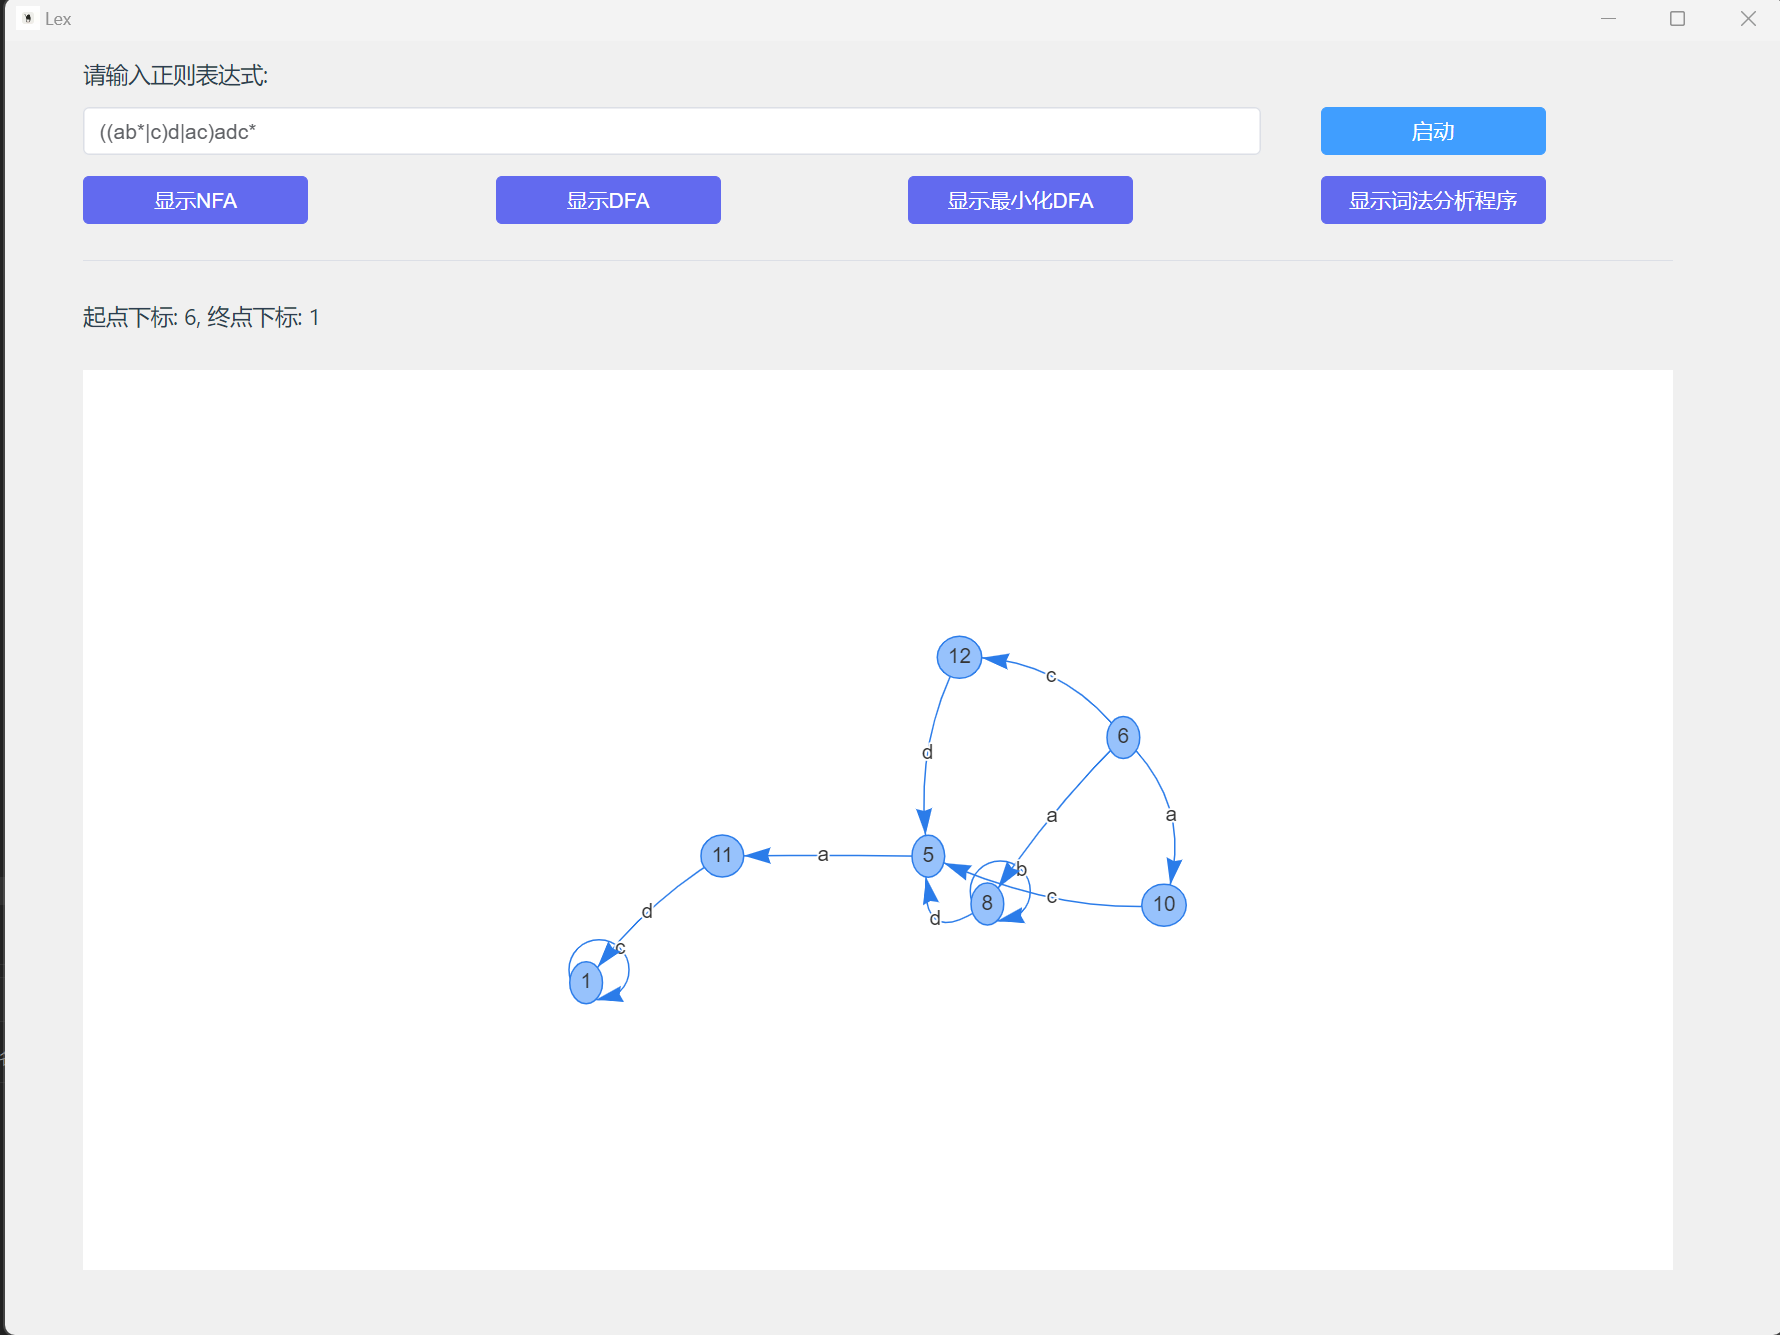 Lex
请输入正则表达式:
((ab*|c)d|ac)adc*
启动
显示NFA
显示DFA
显示最小化DFA
显示词法分析程序
起点下标: 6, 终点下标: 1
12
c
6
d
a
a
11
a
5
b
8
c
10
d
d
c
1